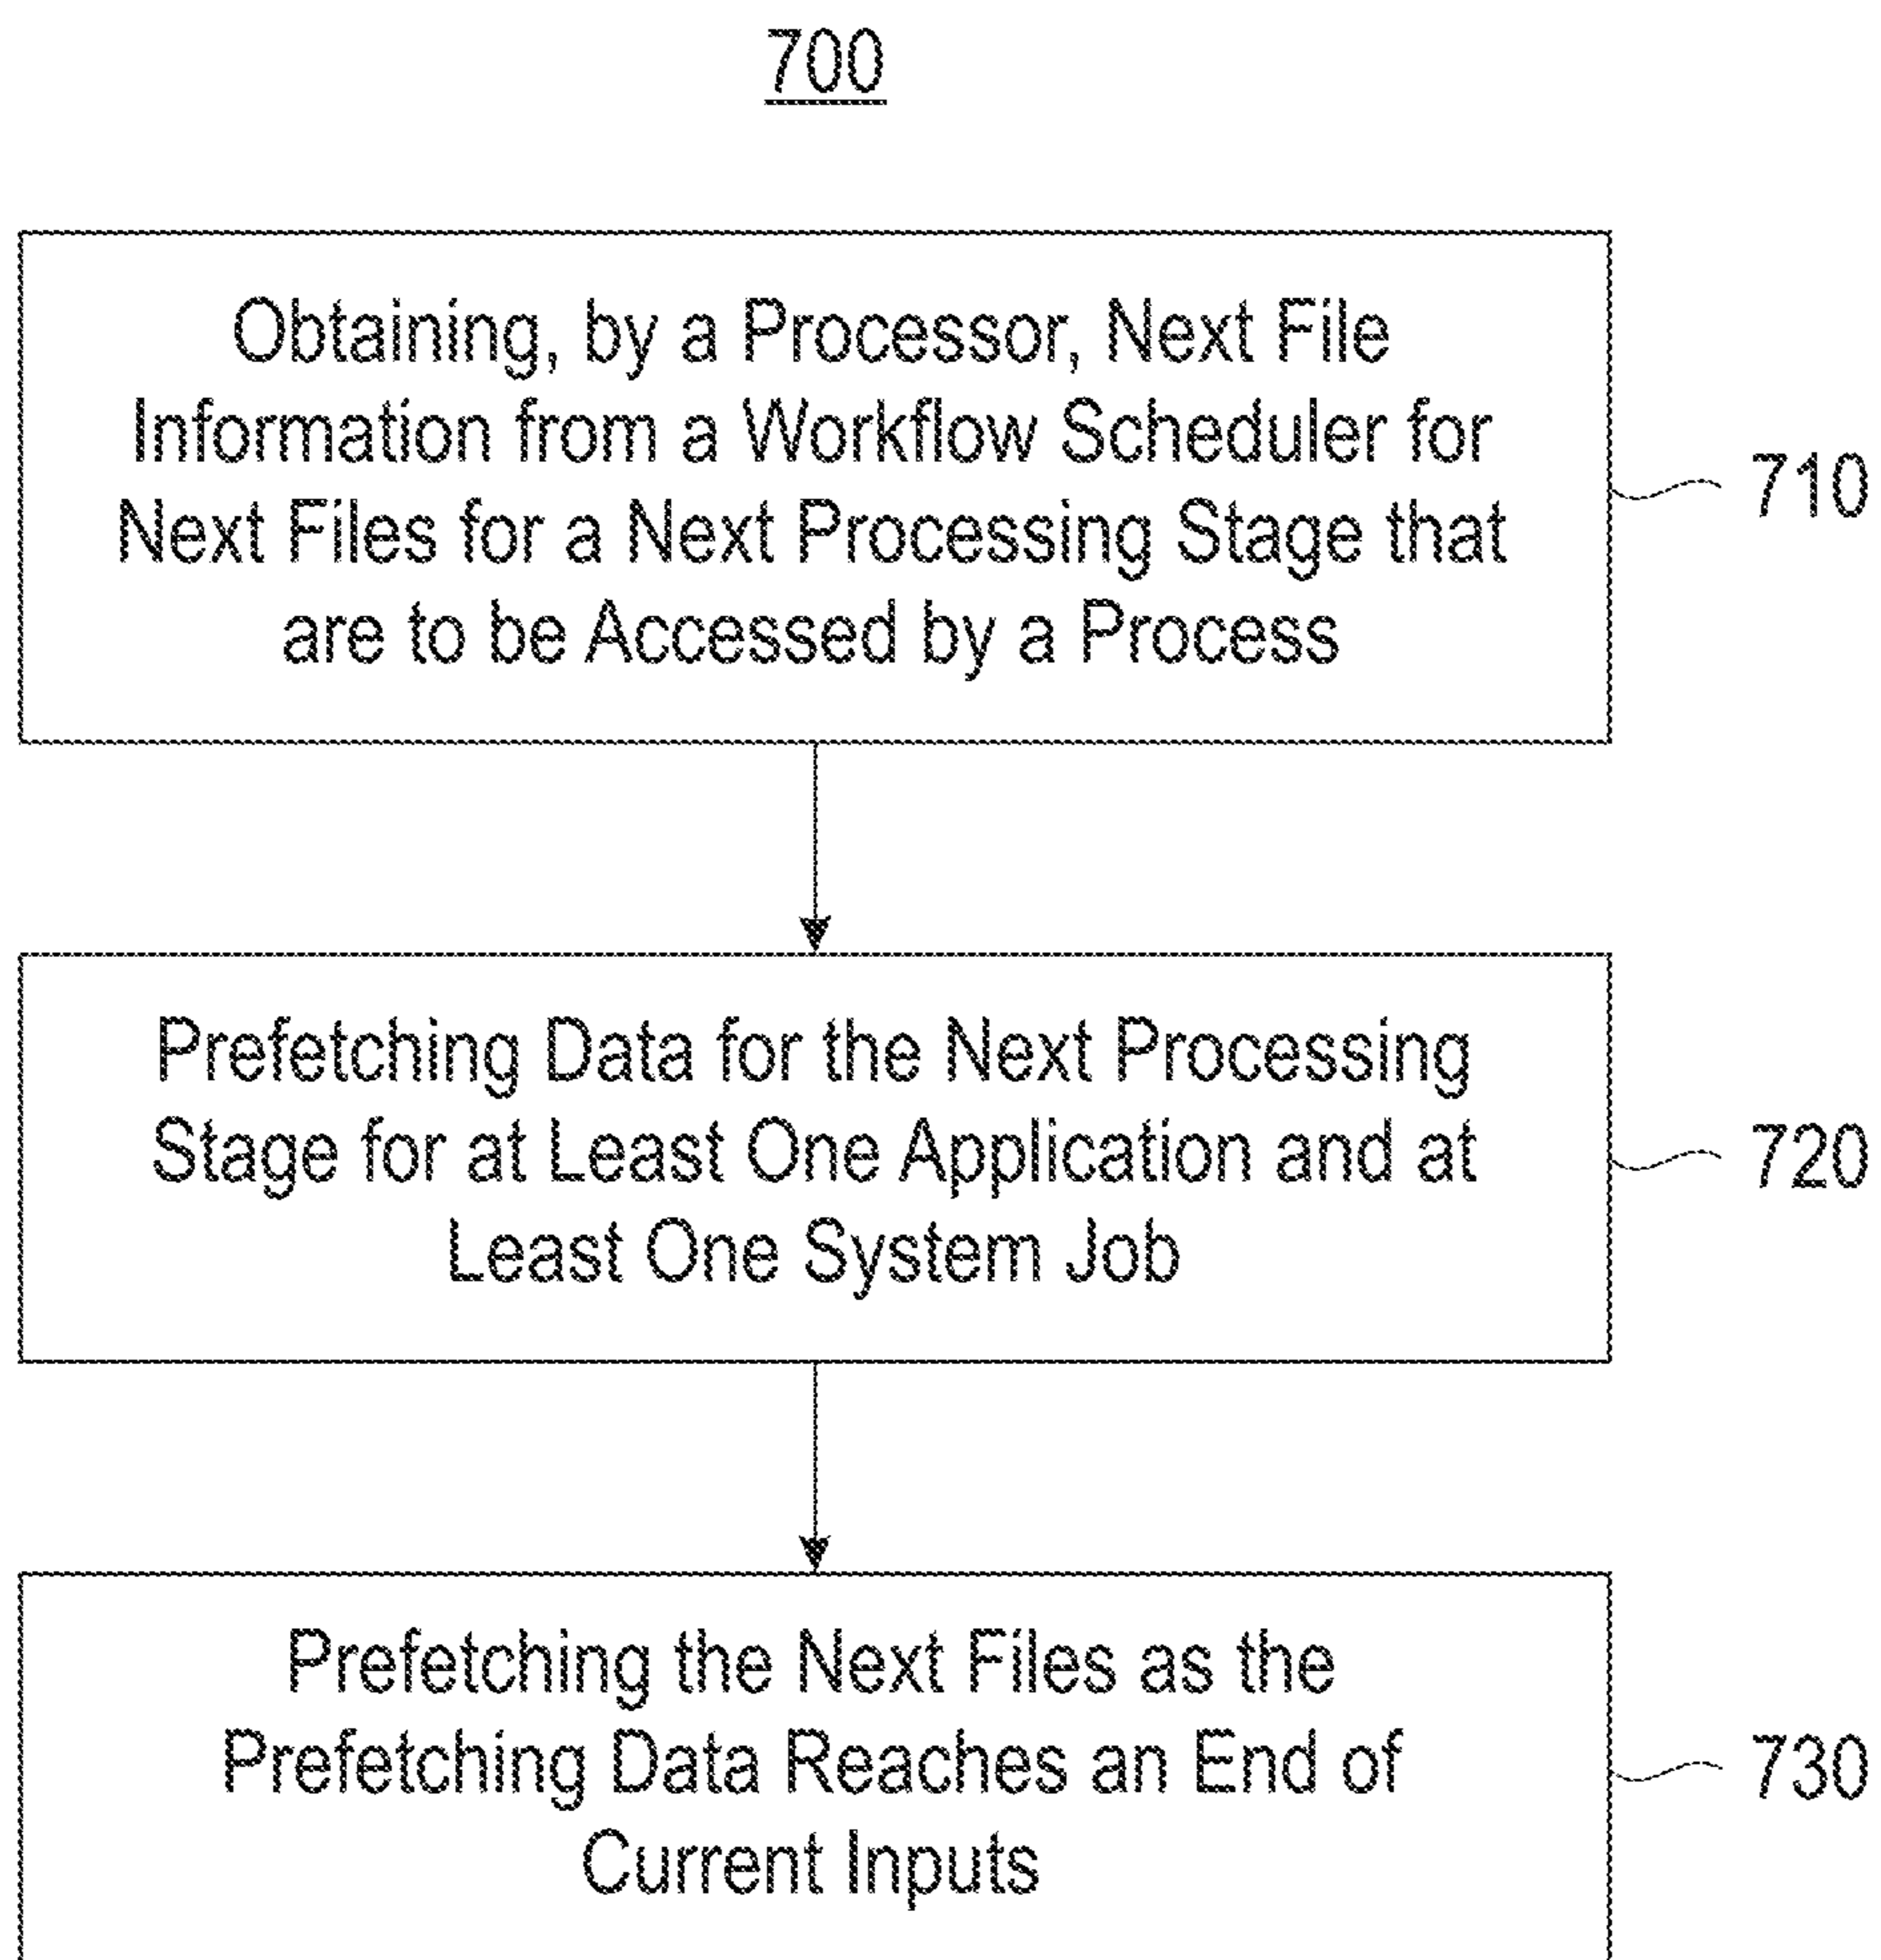 700
Obtaining, by a Processor, Next File
Information from a Workflow Scheduler for
Next Files for a Next Processing Stage that
are to be Accessed by a Process
710
Prefetching Data for the Next Processing
Stage for at Least One Application and at
Least One System Job
720
Prefetching the Next Files as the
Prefetching Data Reaches an End of
Current Inputs
730